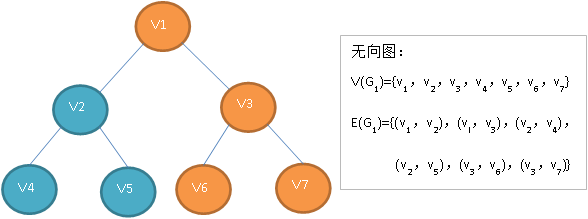 V1
V2
V3
V4
V5
V6
V7
无向图：
V(G₁)={v₁，v₂，v₃，v₄，v₅，v₆，v₇}
E(G₁)={(v₁，v₂)，(v₁，v₃)，(v₂，v₄)，
(v₂，v₅)，(v₃，v₆)，(v₃，v₇)}